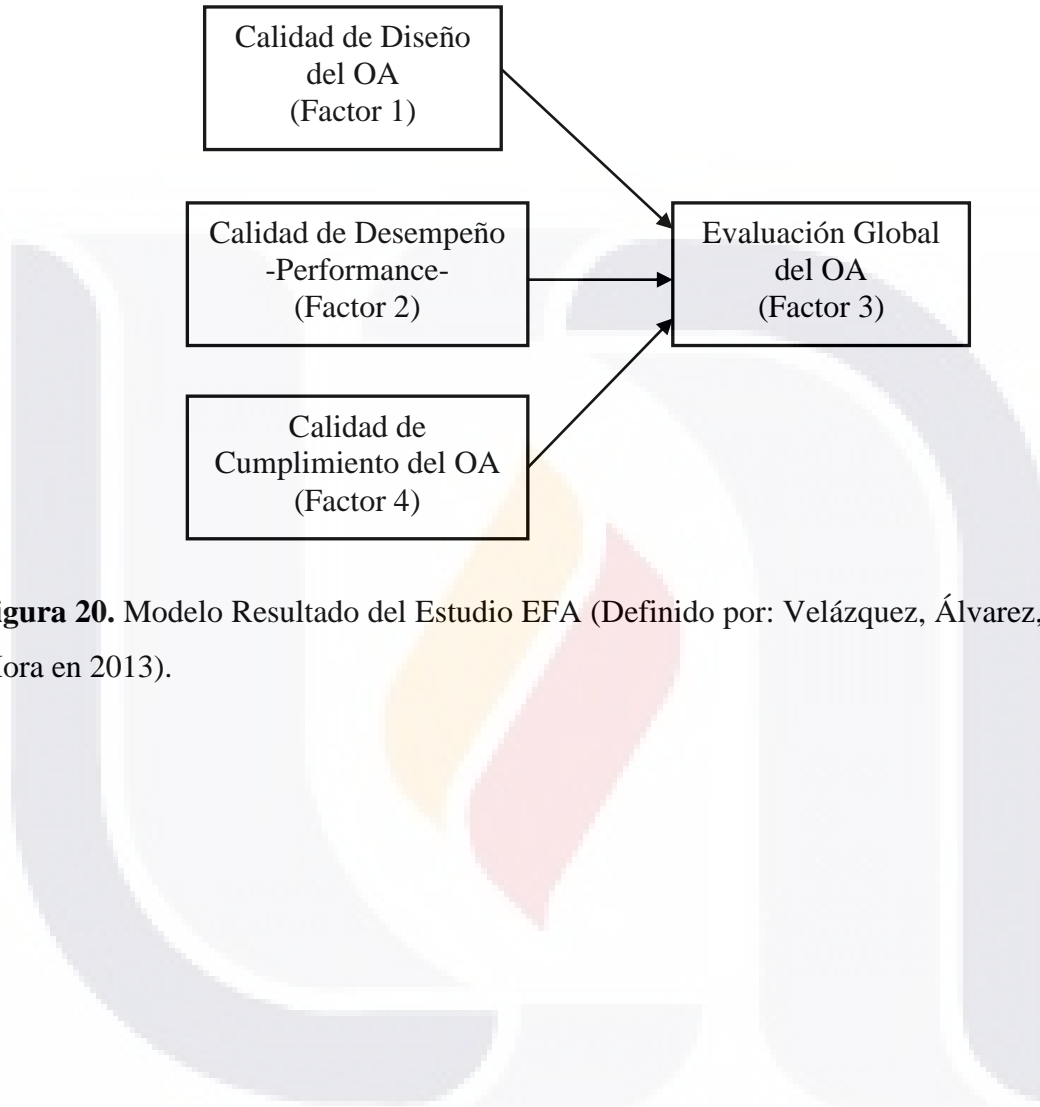 Calidad de Diseño
del OA
(Factor 1)
Calidad de Desempeño
-Performance-
(Factor 2)
Evaluación Global
del OA
(Factor 3)
Calidad de
Cumplimiento del OA
(Factor 4)
igura 20. Modelo Resultado del Estudio EFA (Definido por: Velázquez, Álvarez,
ora en 2013).